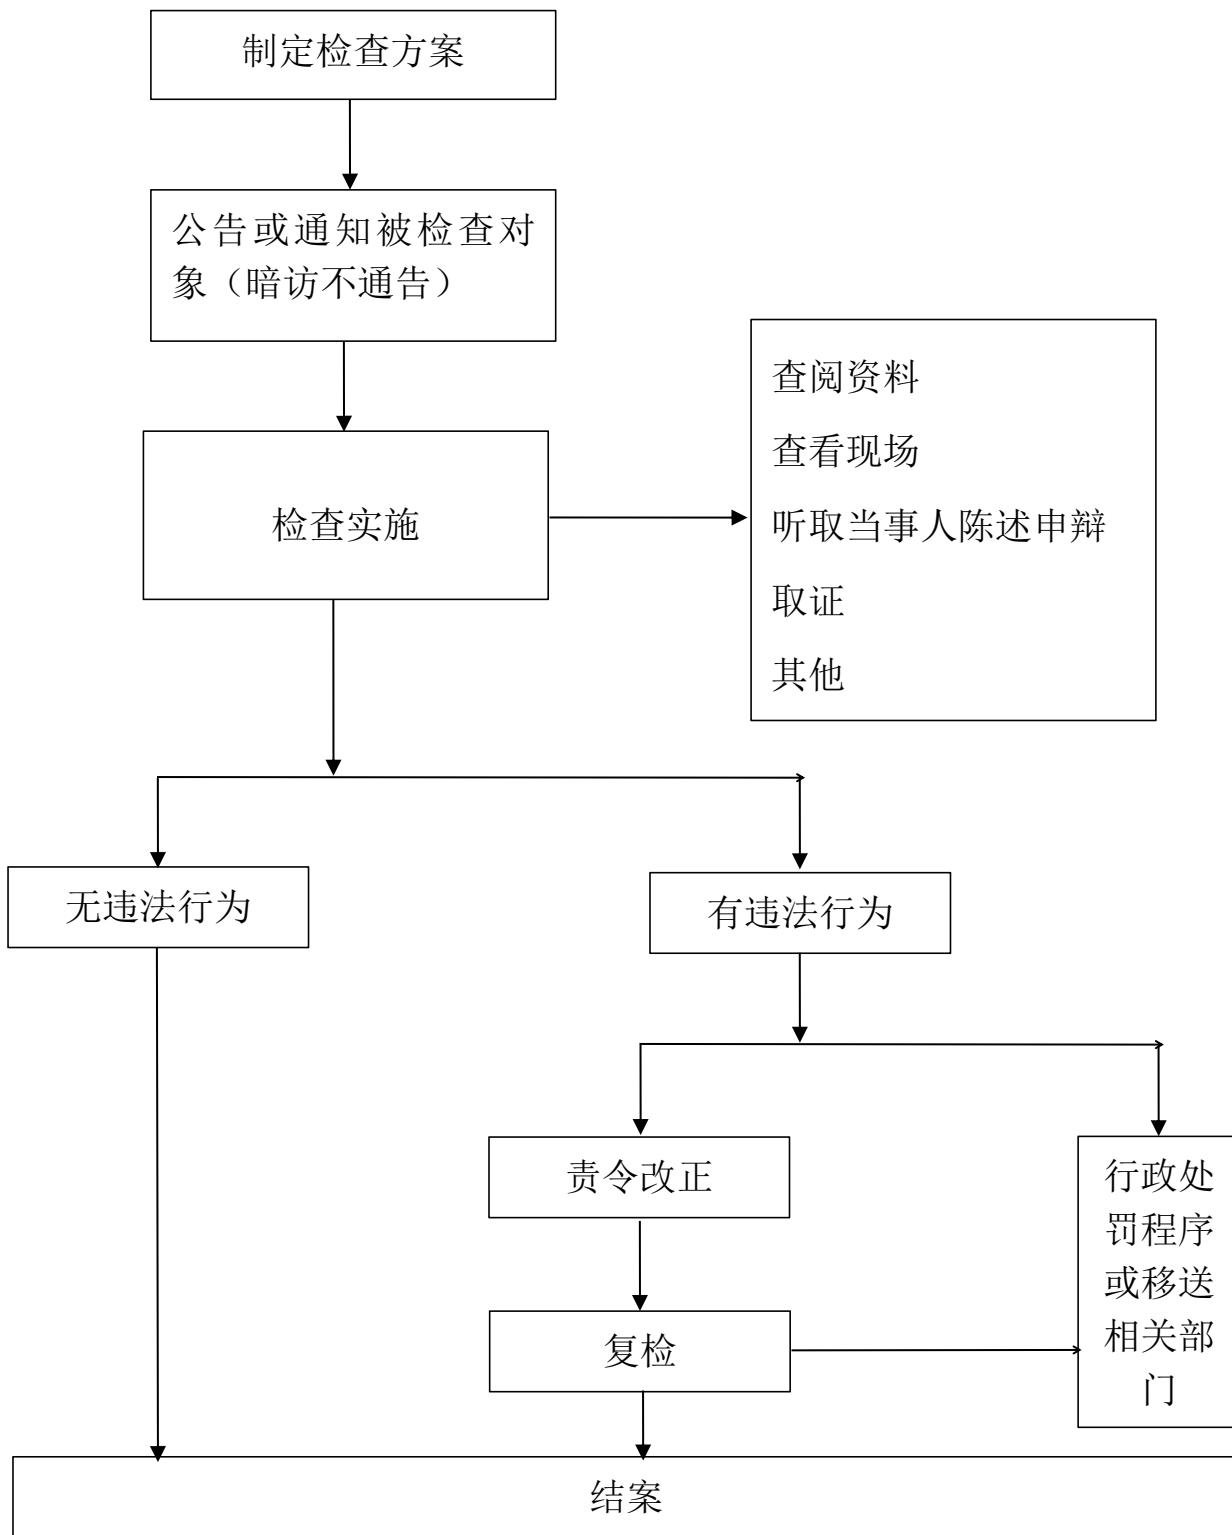 制定检查方案
公告或通知被检查对
象（暗访不通告）
查阅资料
查看现场
听取当事人陈述申辩
取证
其他
检查实施
无违法行为
有违法行为
责令改正
行政处
罚程序
或移送
相关部
门
复检
结案